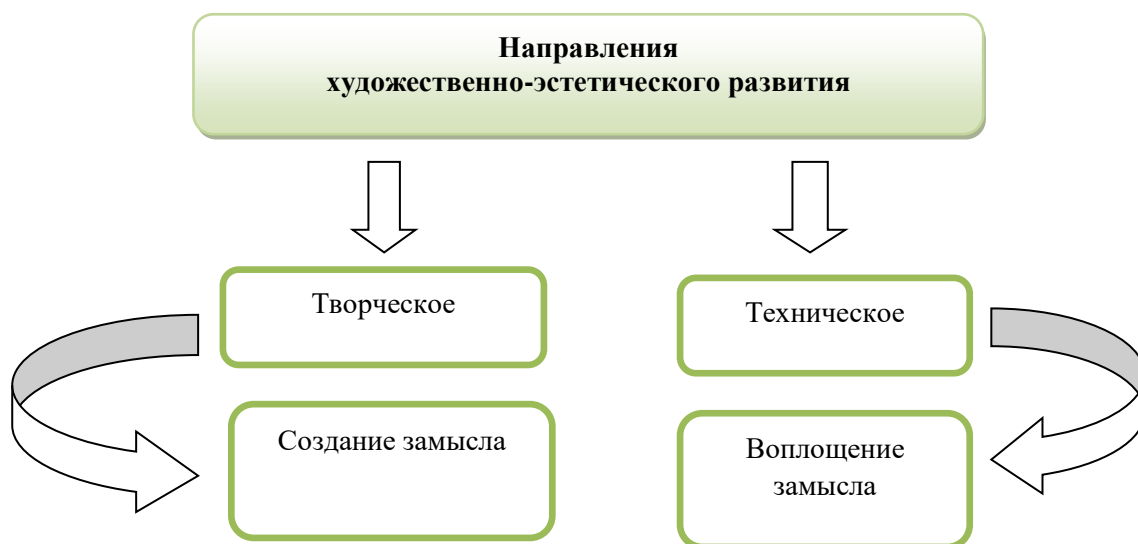 Направления
художественно-эстетического развития
Творческое
Техническое
Создание замысла
Воплощение
замысла